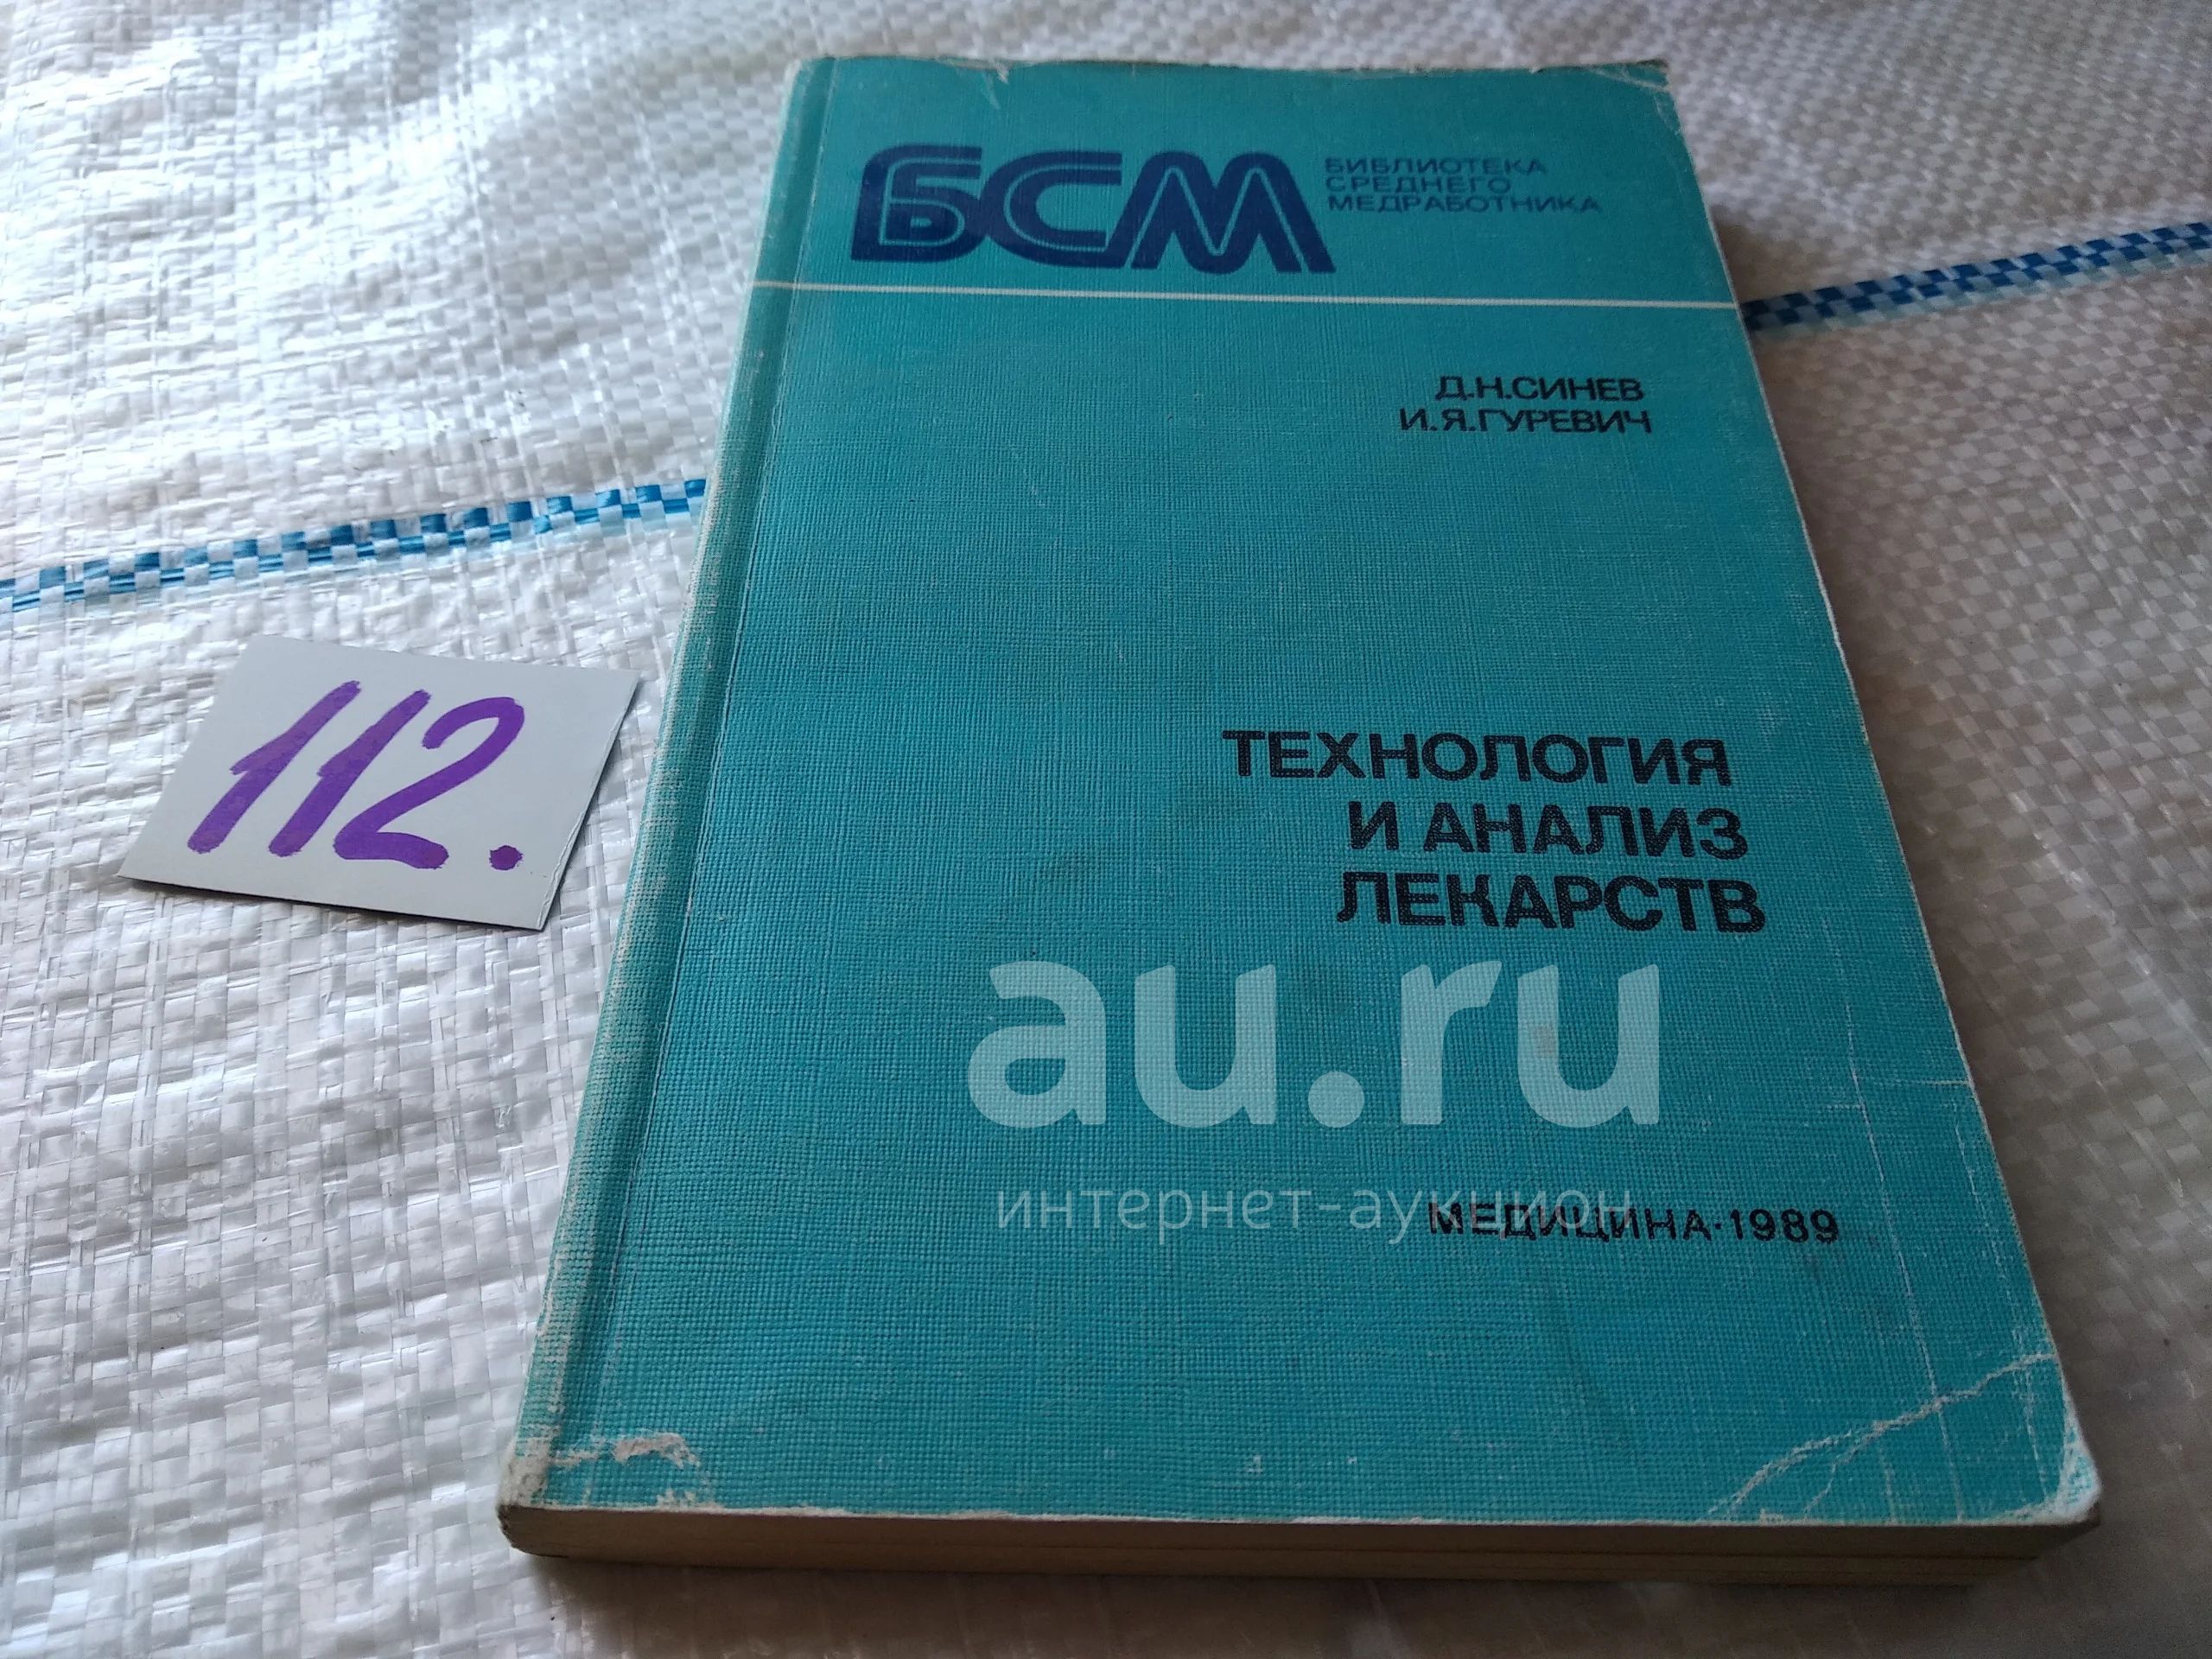 БСМ
БИБЛИОТЕКА
СРЕДНЕГО
МЕДРАБОТНИКА
Д.Н.СИНЕВ
И.Я.ГУРЕВИЧ
112.
ТЕХНОЛОГИЯ
И АНАЛИЗ
ЛЕКАРСТВ
au.ru
интернет-аукцион
МЕДИЦИНА·1989